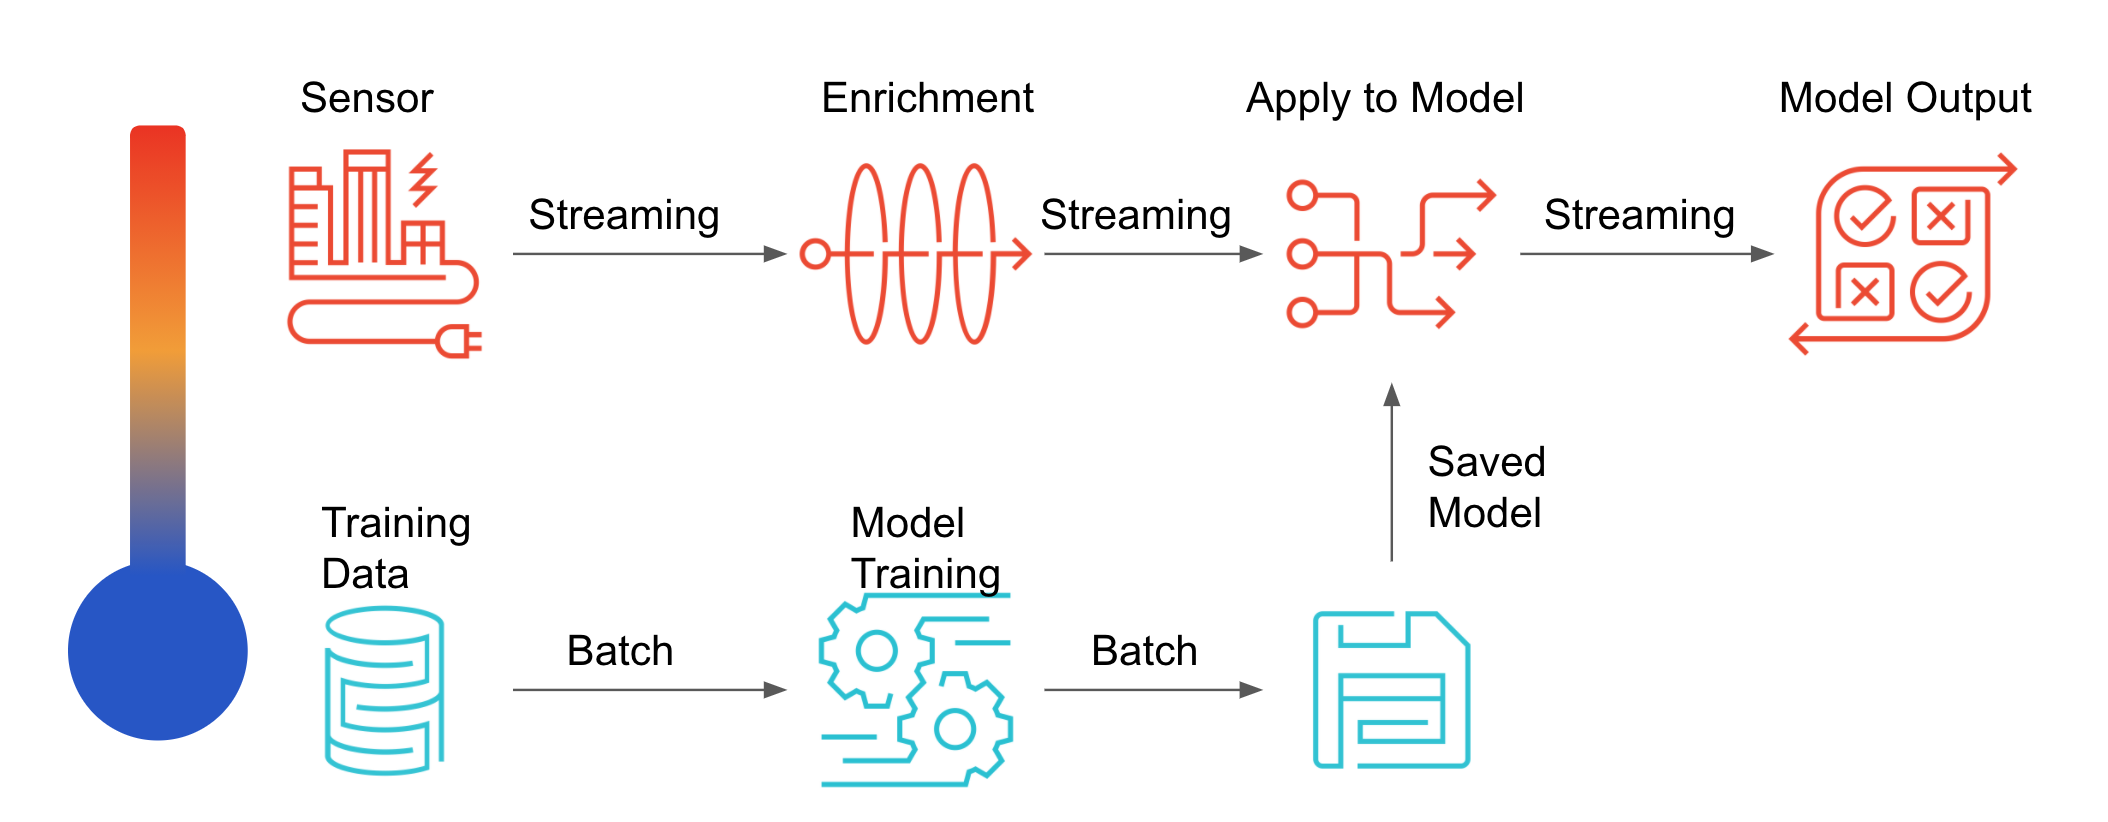 Sensor
Enrichment
Apply to Model
Model Output
Streaming
Streaming
Streaming
Saved
Model
Training
Data
Model
Training
Batch
Batch